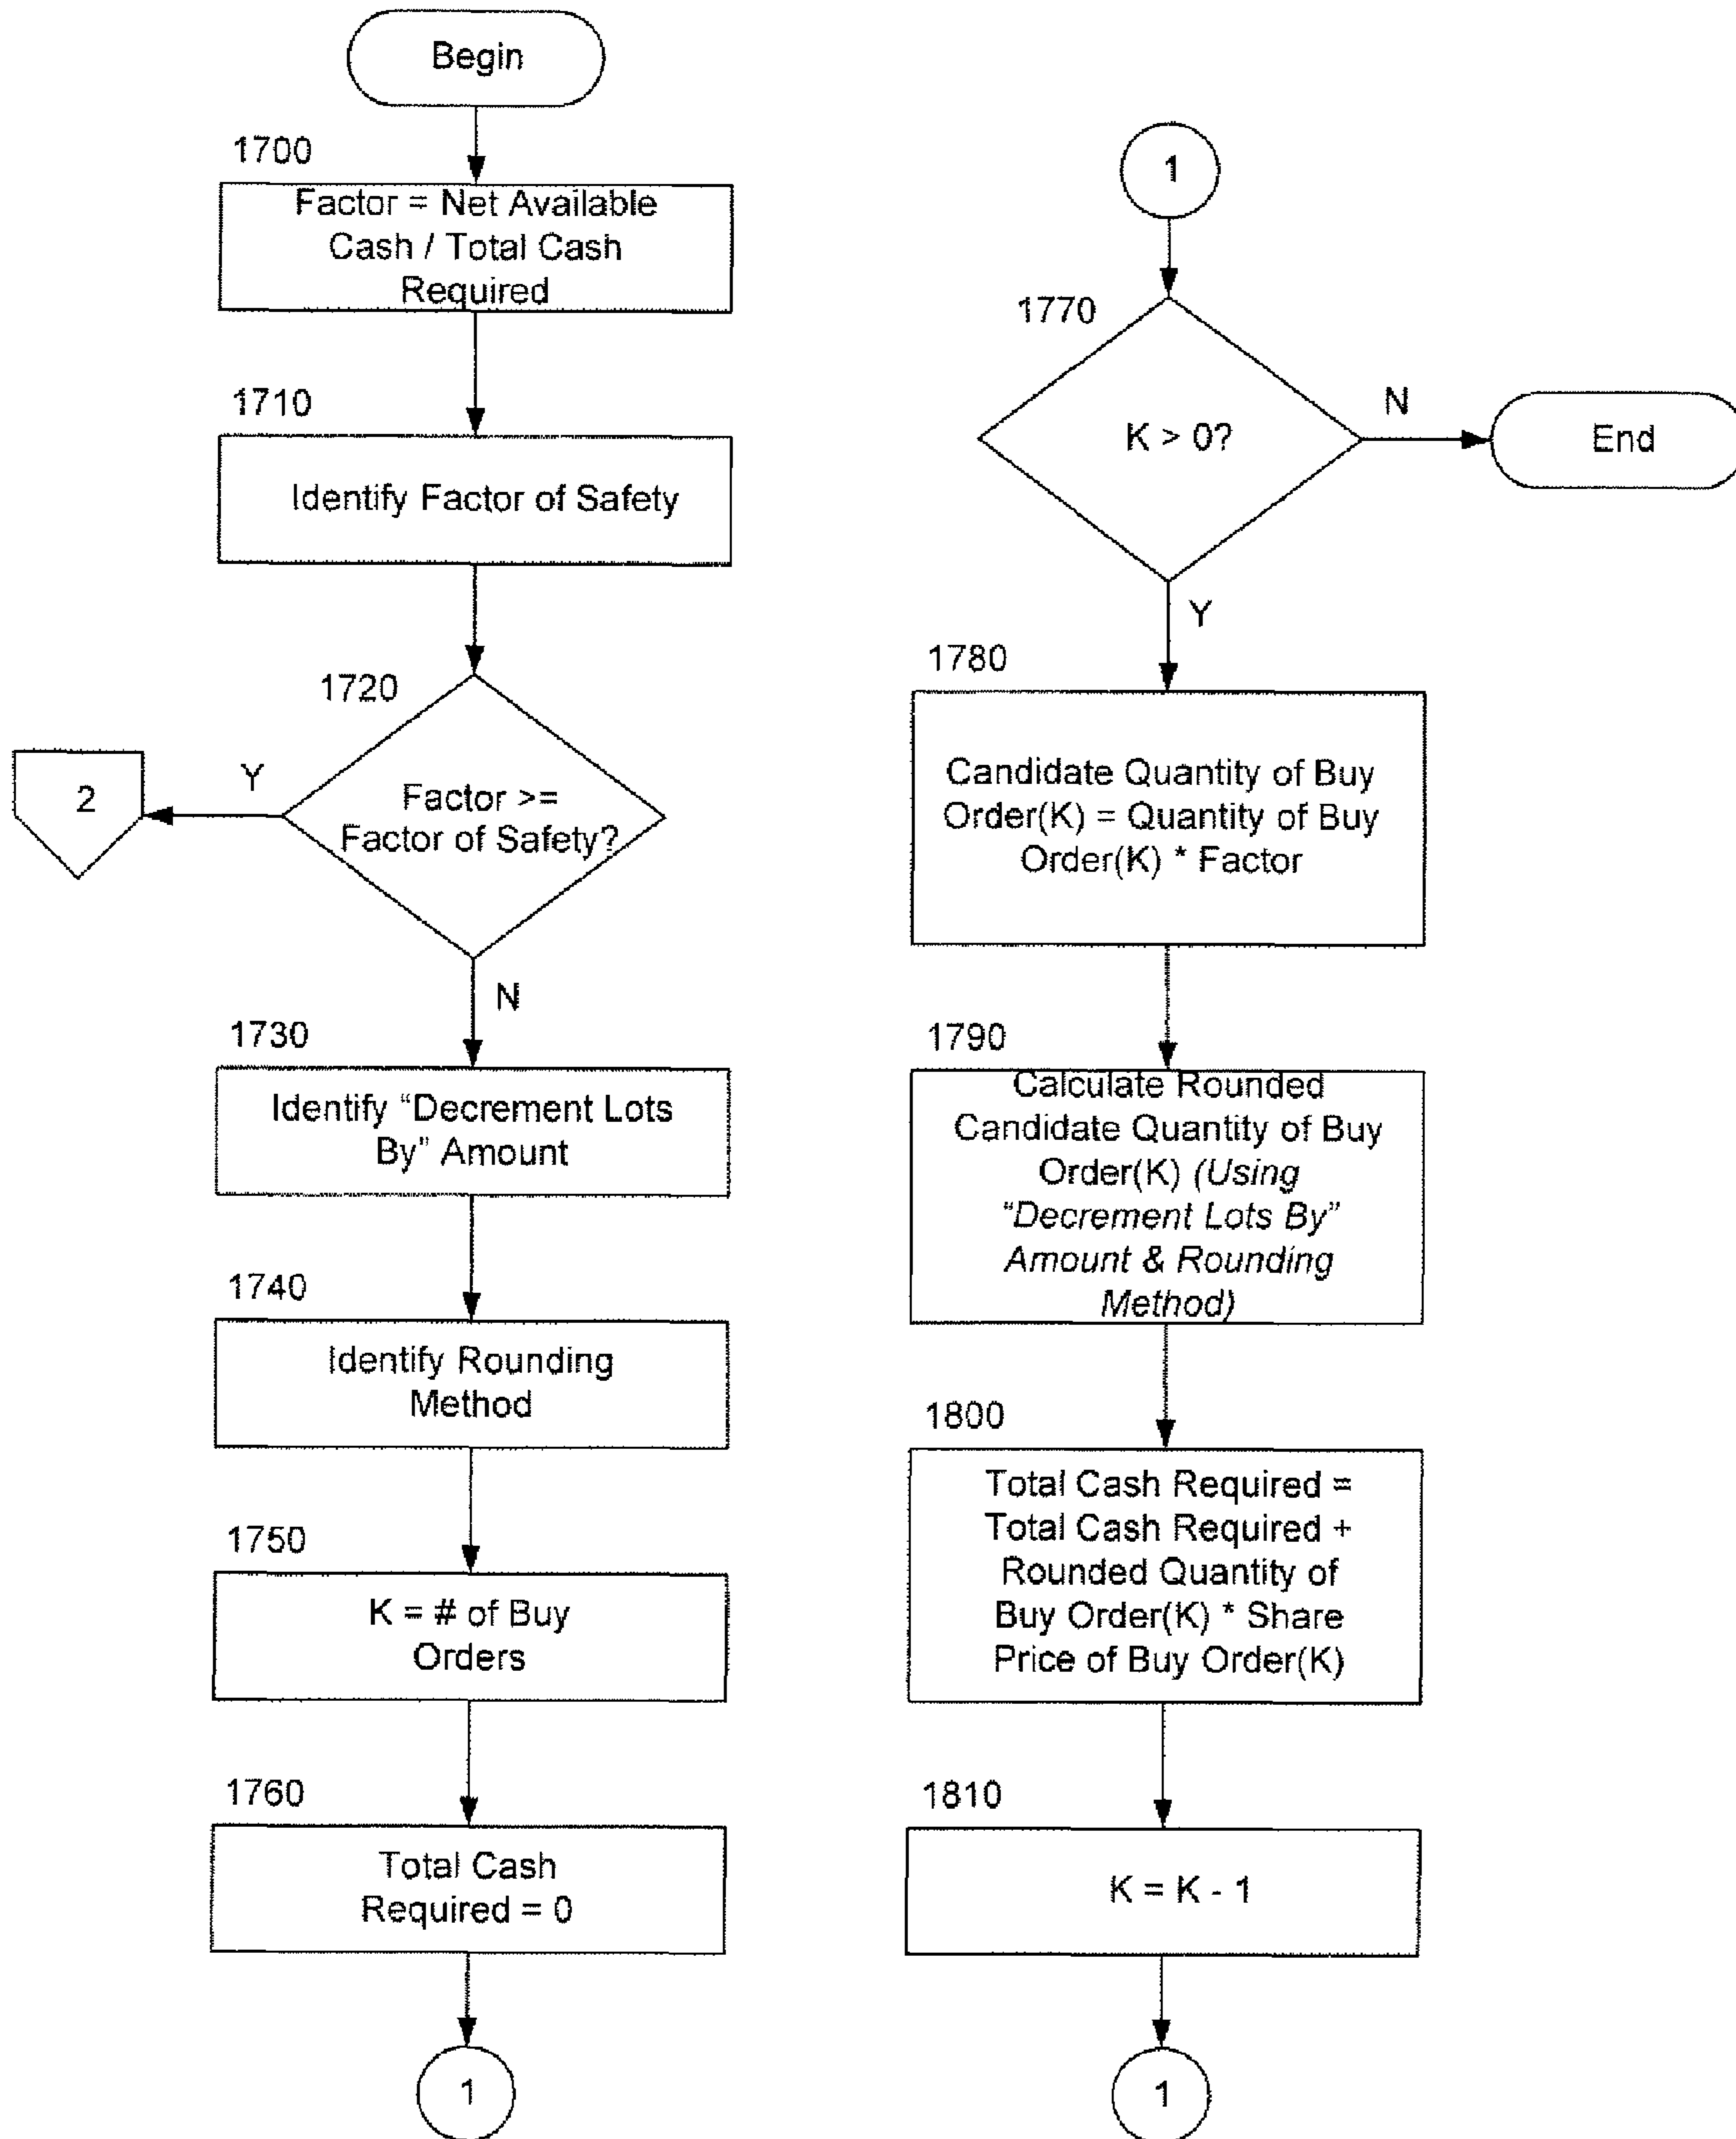 Begin
1700
Factor = Net Available
Cash / Total Cash
Required
1710
Identify Factor of Safety
1720
Factor >=
Factor of Safety?
Y
2
N
1730
Identify “Decrement Lots
By” Amount
1740
Identify Rounding
Method
1750
K = # of Buy
Orders
1760
Total Cash
Required = 0
1
1
1770
K > 0?
N
End
Y
1780
Candidate Quantity of Buy
Order(K) = Quantity of Buy
Order(K) * Factor
1790
Calculate Rounded
Candidate Quantity of Buy
Order(K) (Using
“Decrement Lots By”
Amount & Rounding
Method)
1800
Total Cash Required =
Total Cash Required +
Rounded Quantity of
Buy Order(K) * Share
Price of Buy Order(K)
1810
K = K - 1
1